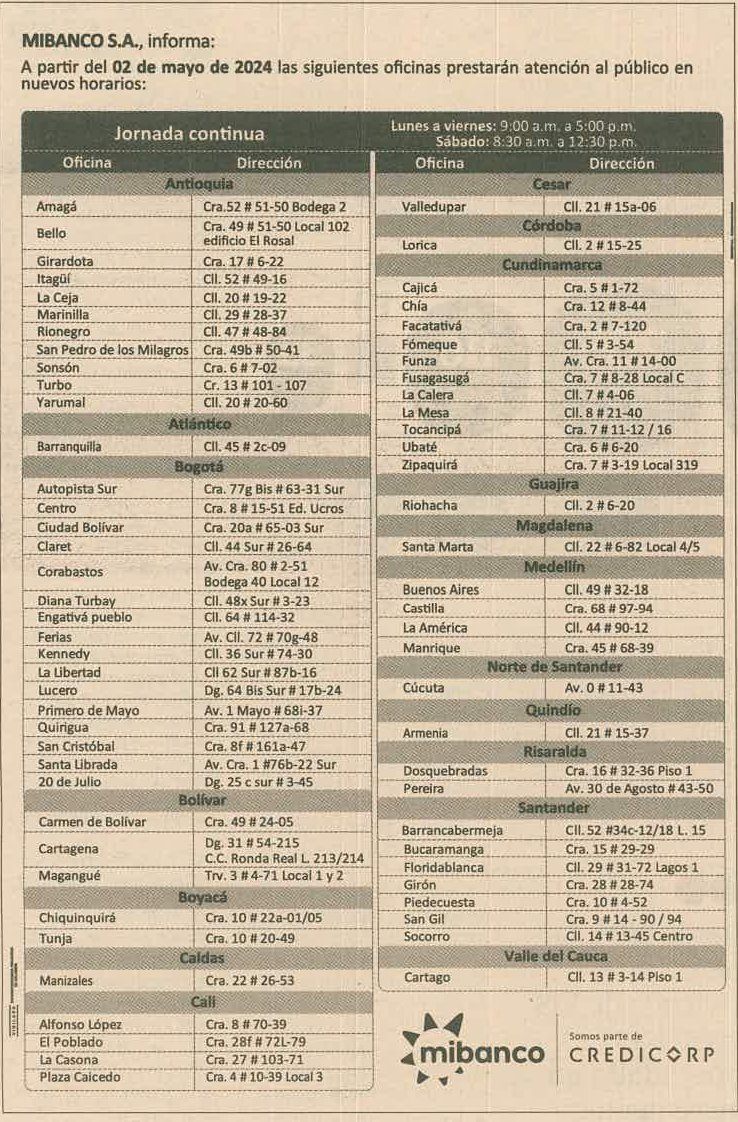 MIBANCO S.A., informa:
A partir del 02 de mayo de 2024 las siguientes oficinas prestarán atención al público en
nuevos horarios:
Jornada continua
Lunes a viernes: 9:00 a.m. a 5:00 p.m.
Sábado: 8:30 a.m. a 12:30 p.m.
Oficina Dirección
Antioquia
Amagá Cra.52 # 51-50 Bodega 2
Bello Cra. 49 # 51-50 Local 102
edificio El Rosal
Girardota Cra. 17 # 6-22
Itagüí Cll. 52 # 49-16
La Ceja Cll. 20 # 19-22
Marinilla Cll. 29 # 28-37
Rionegro Cll. 47 # 48-84
San Pedro de los Milagros Cra. 49b # 50-41
Sonsón Cra. 6 # 7-02
Turbo Cr. 13 # 101 - 107
Yarumal Cll. 20 # 20-60
Atlántico
Barranquilla Cll. 45 # 2c-09
Bogotá
Autopista Sur Cra. 77g Bis # 63-31 Sur
Centro Cra. 8 # 15-51 Ed. Ucros
Ciudad Bolívar Cra. 20a # 65-03 Sur
Claret Cll. 44 Sur # 26-64
Corabastos Av. Cra. 80 # 2-51
Bodega 40 Local 12
Diana Turbay Cll. 48x Sur # 3-23
Engativá pueblo Cll. 64 # 114-32
Ferias Av. Cll. 72 # 70g-48
Kennedy Cll. 36 Sur # 74-30
La Libertad Cll 62 Sur # 87b-16
Lucero Dg. 64 Bis Sur # 17b-24
Primero de Mayo Av. 1 Mayo # 68i-37
Quirigua Cra. 91 # 127a-68
San Cristóbal Cra. 8f # 161a-47
Santa Librada Av. Cra. 1 #76b-22 Sur
20 de Julio Dg. 25 c sur # 3-45
Bolívar
Carmen de Bolívar Cra. 49 # 24-05
Cartagena Dg. 31 # 54-215
C.C. Ronda Real L. 213/214
Magangué Trv. 3 # 4-71 Local 1 y 2
Boyacá
Chiquinquirá Cra. 10 # 22a-01/05
Tunja Cra. 10 # 20-49
Caldas
Manizales Cra. 22 # 26-53
Cali
Alfonso López Cra. 8 # 70-39
El Poblado Cra. 28f # 72L-79
La Casona Cra. 27 # 103-71
Plaza Caicedo Cra. 4 # 10-39 Local 3
Oficina Dirección
Cesar
Valledupar Cll. 21 # 15a-06
Córdoba
Lorica Cll. 2 # 15-25
Cundinamarca
Cajicá Cra. 5 # 1-72
Chía Cra. 12 # 8-44
Facatativá Cra. 2 # 7-120
Fómeque Cll. 5 # 3-54
Funza Av. Cra. 11 # 14-00
Fusagasugá Cra. 7 # 8-28 Local C
La Calera Cll. 7 # 4-06
La Mesa Cll. 8 # 21-40
Tocancipá Cra. 7 # 11-12 / 16
Ubaté Cra. 6 # 6-20
Zipaquirá Cra. 7 # 3-19 Local 319
Guajira
Riohacha Cll. 2 # 6-20
Magdalena
Santa Marta Cll. 22 # 6-82 Local 4/5
Medellín
Buenos Aires Cll. 49 # 32-18
Castilla Cra. 68 # 97-94
La América Cll. 44 # 90-12
Manrique Cra. 45 # 68-39
Norte de Santander
Cúcuta Av. 0 # 11-43
Quindío
Armenia Cll. 21 # 15-37
Risaralda
Dosquebradas Cra. 16 # 32-36 Piso 1
Pereira Av. 30 de Agosto # 43-50
Santander
Barrancabermeja Cll. 52 #34c-12/18 L. 15
Bucaramanga Cra. 15 # 29-29
Floridablanca Cll. 29 # 31-72 Lagos 1
Girón Cra. 28 # 28-74
Piedecuesta Cra. 10 # 4-52
San Gil Cra. 9 # 14 - 90 / 94
Socorro Cll. 14 # 13-45 Centro
Valle del Cauca
Cartago Cll. 13 # 3-14 Piso 1
mibanco
Somos parte de
CREDICORP